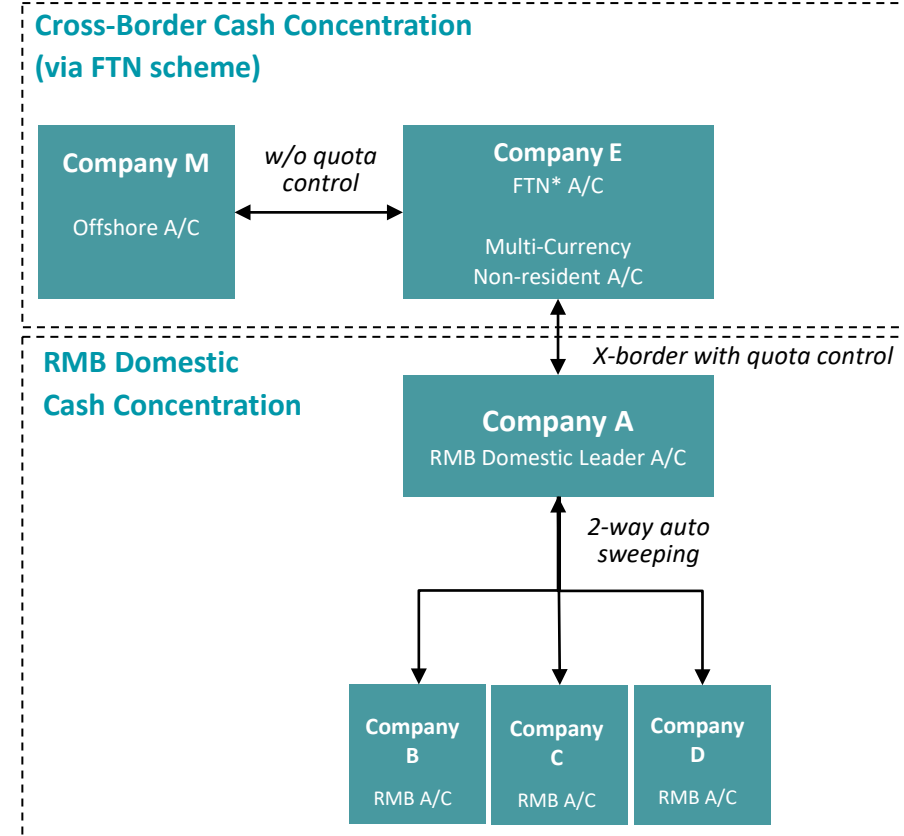 Cross-Border Cash Concentration
(via FTN scheme)
Company M
Offshore A/C
w/o quota
control
Company E
FTN* A/C
Multi-Currency
Non-resident A/C
X-border with quota control
RMB Domestic
Cash Concentration
Company A
RMB Domestic Leader A/C
2-way auto
sweeping
Company
B
RMB A/C
Company
C
RMB A/C
Company
D
RMB A/C